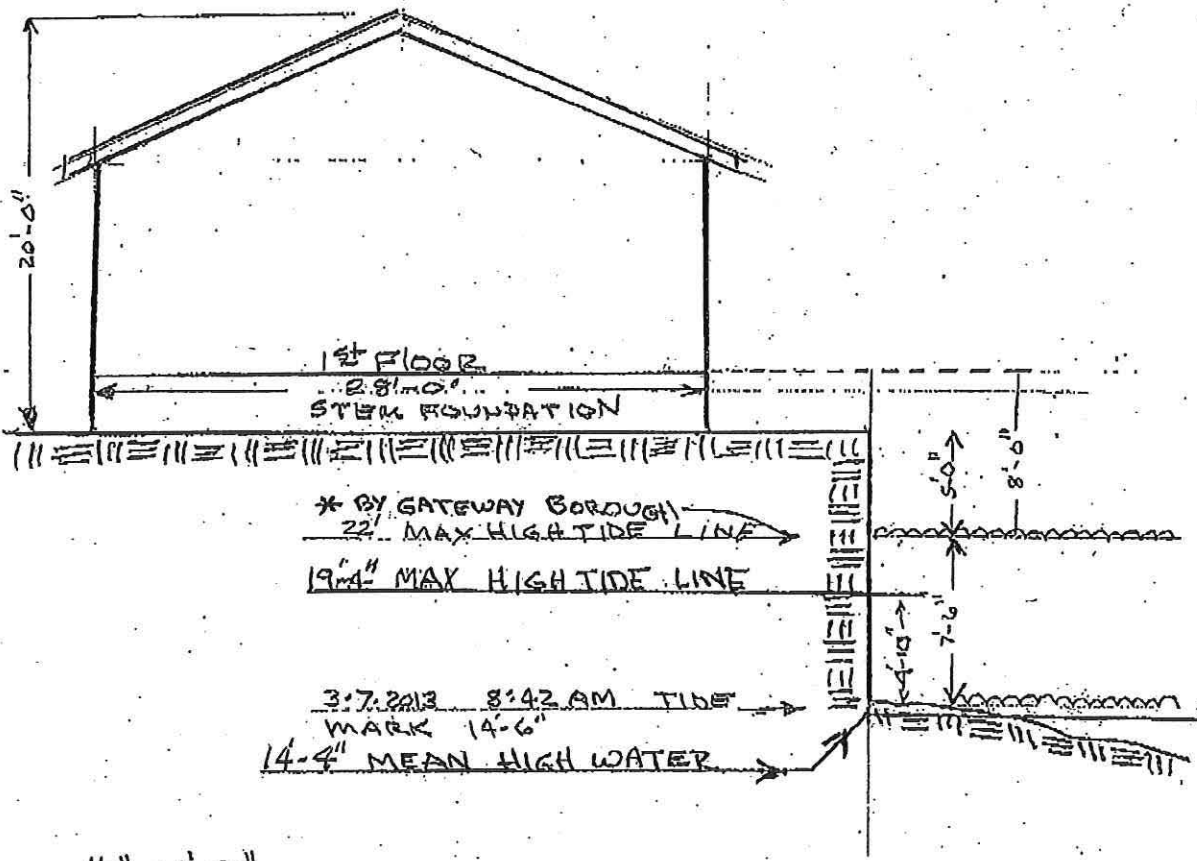 20'-0"
1st FLOOR
28'-0"
STEM FOUNDATION
* BY GATEWAY BOROUGH
22' MAX HIGH TIDE LINE
19'-4" MAX HIGH TIDE LINE
5'-0"
8'-0"
4'-10"
7'-6"
3.7.2013 8:42 AM TIDE
MARK 14'-6"
14'-4" MEAN HIGH WATER